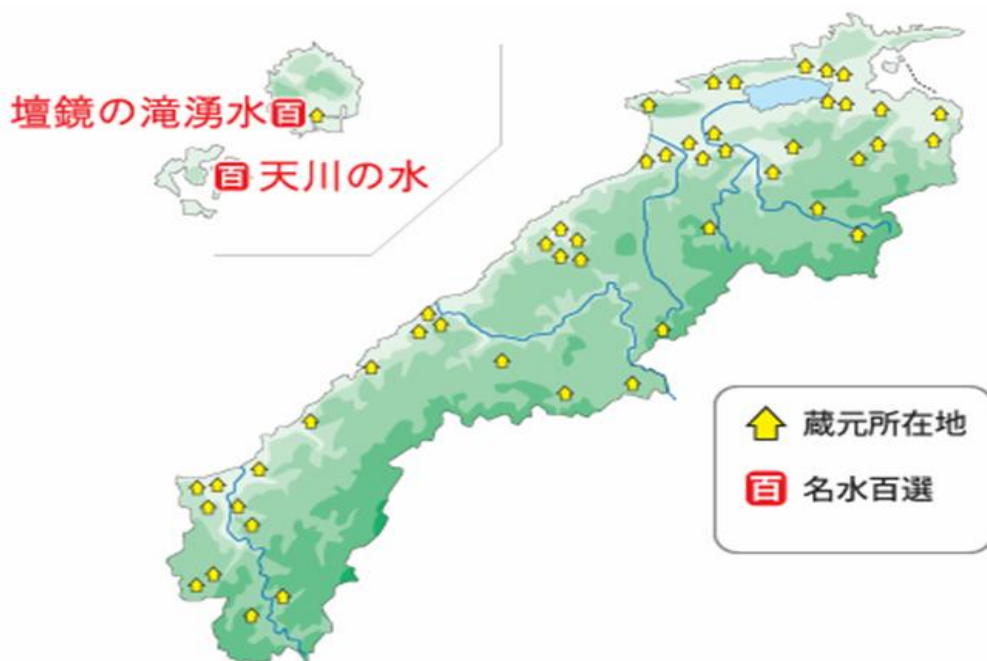 壇鏡の滝湧水百
百天川の水
蔵元所在地
百 名水百選